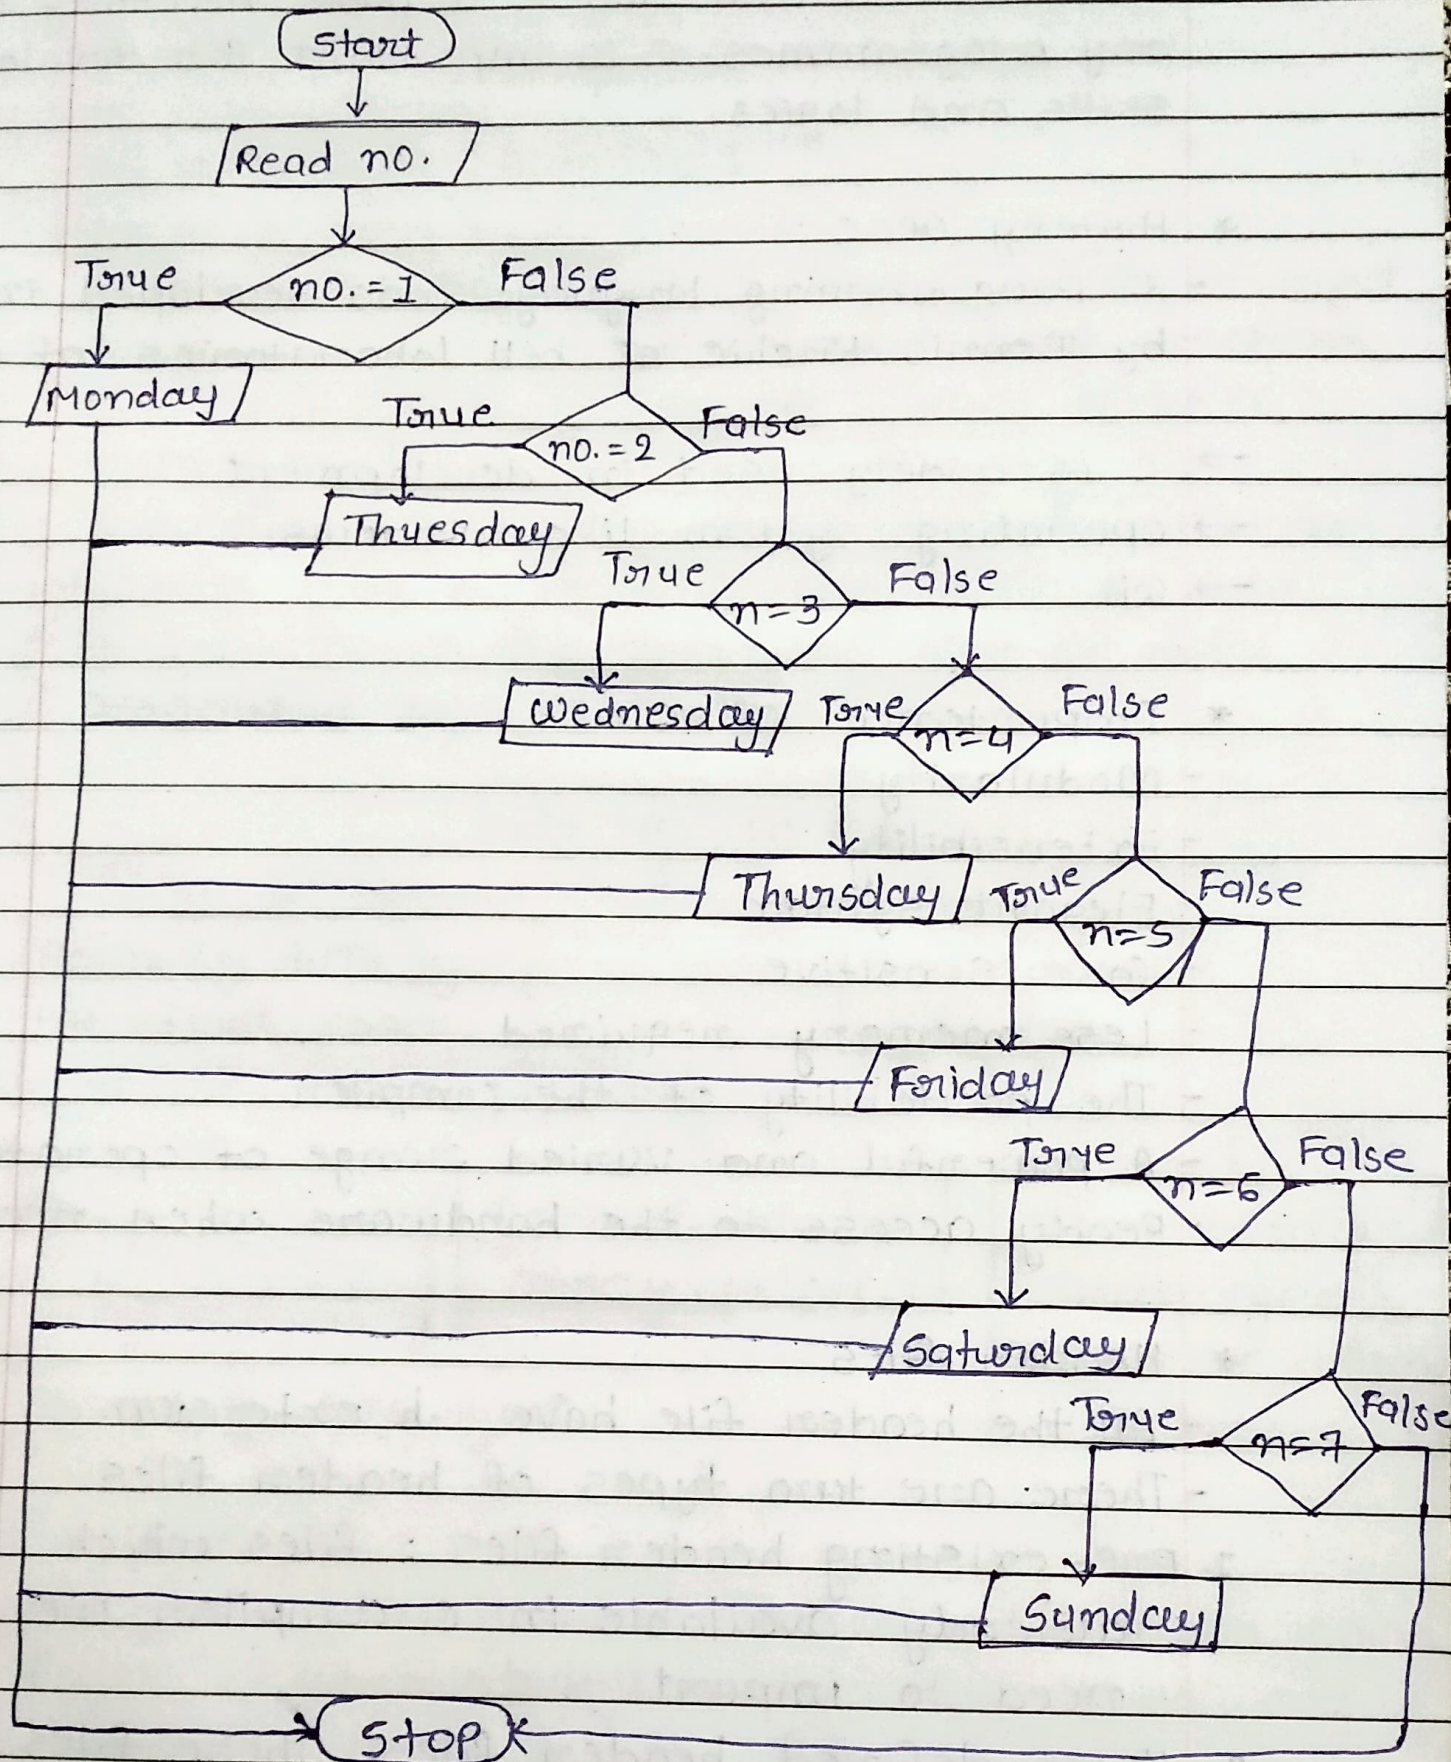 Start
Read no.
True no.=1 False
Monday
True no.=2 False
Thuesday
True n=3 False
Wednesday True n=4 False
Thursday True n=5 False
Friday
True n=6 False
Saturday
True n=7 False
Sunday
Stop